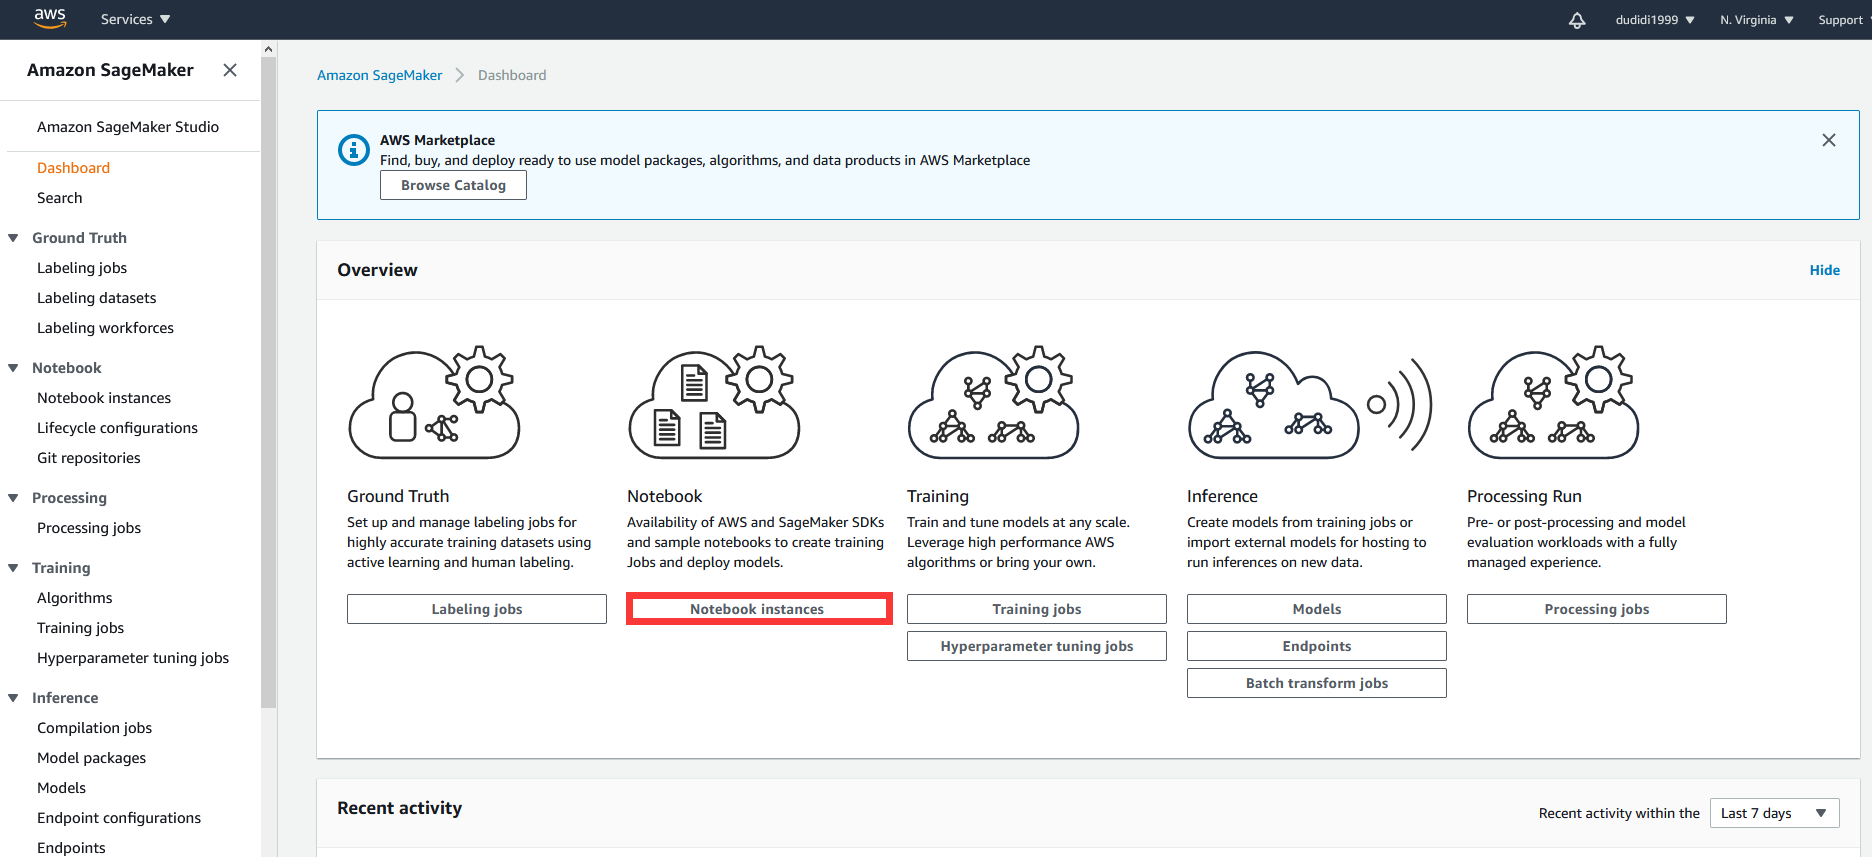 aws Services dudidi1999 N. Virginia Support
Amazon SageMaker
Amazon SageMaker Studio
Dashboard
Search
Ground Truth
Labeling jobs
Labeling datasets
Labeling workforces
Notebook
Notebook instances
Lifecycle configurations
Git repositories
Processing
Processing jobs
Training
Algorithms
Training jobs
Hyperparameter tuning jobs
Inference
Compilation jobs
Model packages
Models
Endpoint configurations
Endpoints
Amazon SageMaker Dashboard
AWS Marketplace
Find, buy, and deploy ready to use model packages, algorithms, and data products in AWS Marketplace
Browse Catalog
Overview
Hide
Ground Truth
Set up and manage labeling jobs for
highly accurate training datasets using
active learning and human labeling.
Labeling jobs
Notebook
Availability of AWS and SageMaker SDKs
and sample notebooks to create training
Jobs and deploy models.
Notebook instances
Training
Train and tune models at any scale.
Leverage high performance AWS
algorithms or bring your own.
Training jobs
Hyperparameter tuning jobs
Inference
Create models from training jobs or
import external models for hosting to
run inferences on new data.
Models
Endpoints
Batch transform jobs
Processing Run
Pre- or post-processing and model
evaluation workloads with a fully
managed experience.
Processing jobs
Recent activity
Recent activity within the Last 7 days